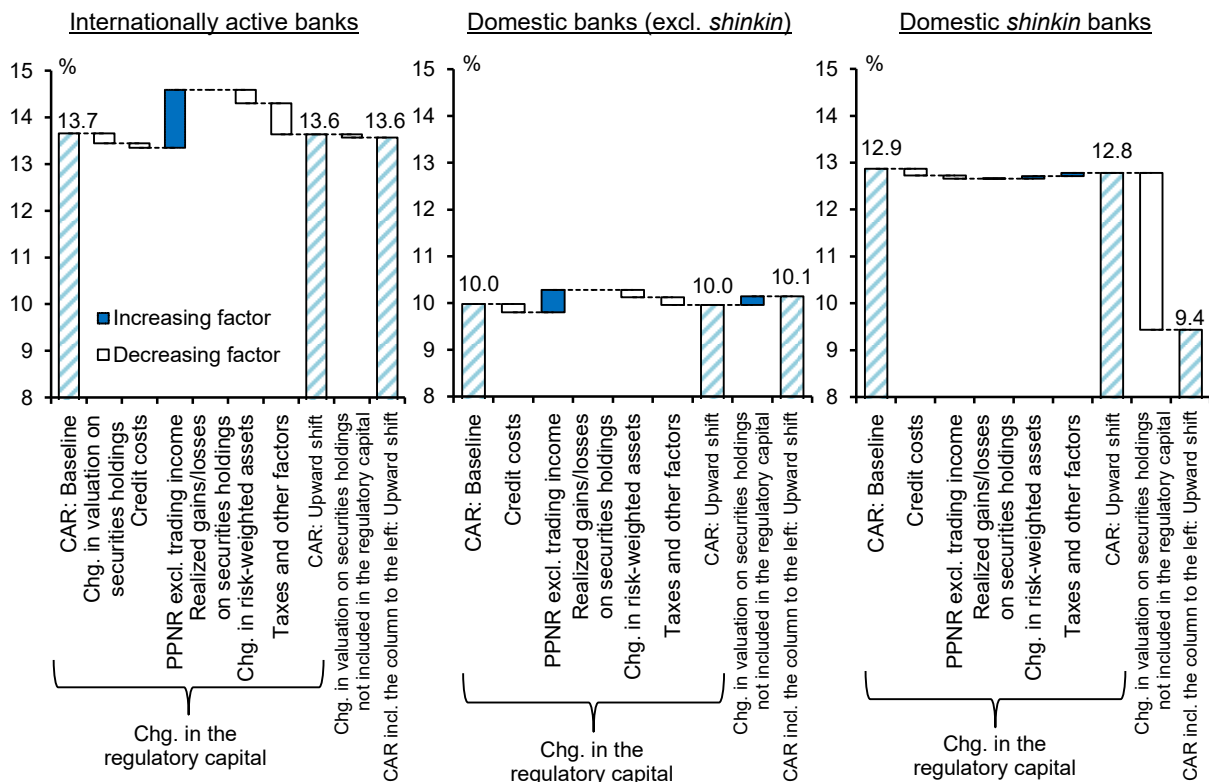 Internationally active banks
%
15
14
13
12
11
10
9
8
13.7
13.6
13.6
Increasing factor
Decreasing factor
CAR: Baseline
Chg. in valuation on
securities holdings
Credit costs
PPNR excl. trading income
Realized gains/losses
on securities holdings
Chg. in risk-weighted assets
Taxes and other factors
CAR: Upward shift
Chg. in valuation on securities holdings
not included in the regulatory capital
CAR incl. the column to the left: Upward shift
Chg. in the
regulatory capital
Domestic banks (excl. shinkin)
%
15
14
13
12
11
10
9
8
10.0
10.0
10.1
CAR: Baseline
Credit costs
PPNR excl. trading income
Realized gains/losses
on securities holdings
Chg. in risk-weighted assets
Taxes and other factors
CAR: Upward shift
Chg. in valuation on securities holdings
not included in the regulatory capital
CAR incl. the column to the left: Upward shift
Chg. in the
regulatory capital
Domestic shinkin banks
%
15
14
13
12
11
10
9
8
12.9
12.8
9.4
CAR: Baseline
Credit costs
PPNR excl. trading income
Realized gains/losses
on securities holdings
Chg. in risk-weighted assets
Taxes and other factors
CAR: Upward shift
Chg. in valuation on securities holdings
not included in the regulatory capital
CAR incl. the column to the left: Upward shift
Chg. in the
regulatory capital